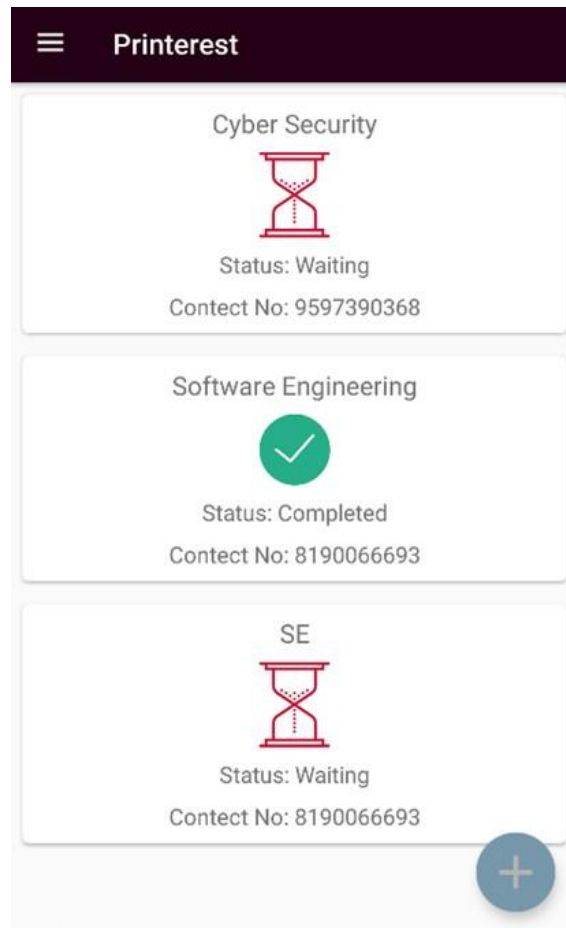 Printerest
Cyber Security
Status: Waiting
Contect No: 9597390368
Software Engineering
Status: Completed
Contect No: 8190066693
SE
Status: Waiting
Contect No: 8190066693